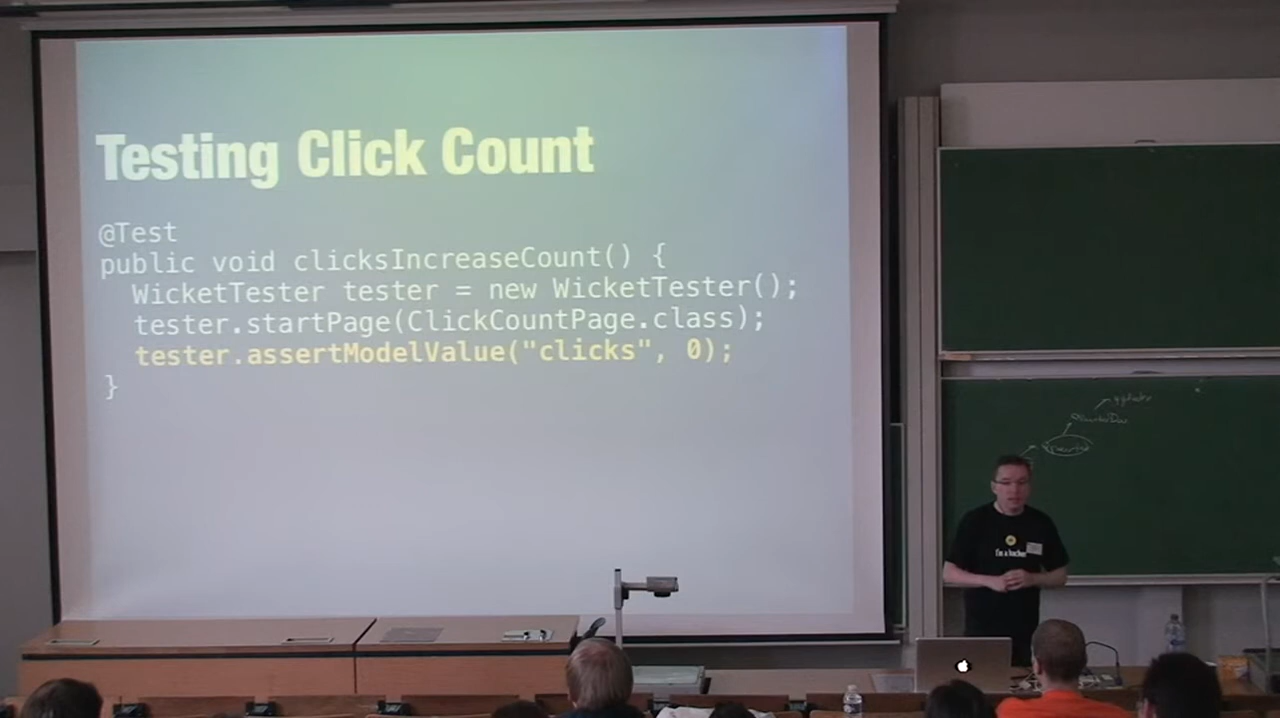 Testing Click Count
@Test
public void clicksIncreaseCount() {
WicketTester tester = new WicketTester();
tester.startPage(ClickCountPage.class);
tester.assertModelValue("clicks", 0);
}
I'm a hacker